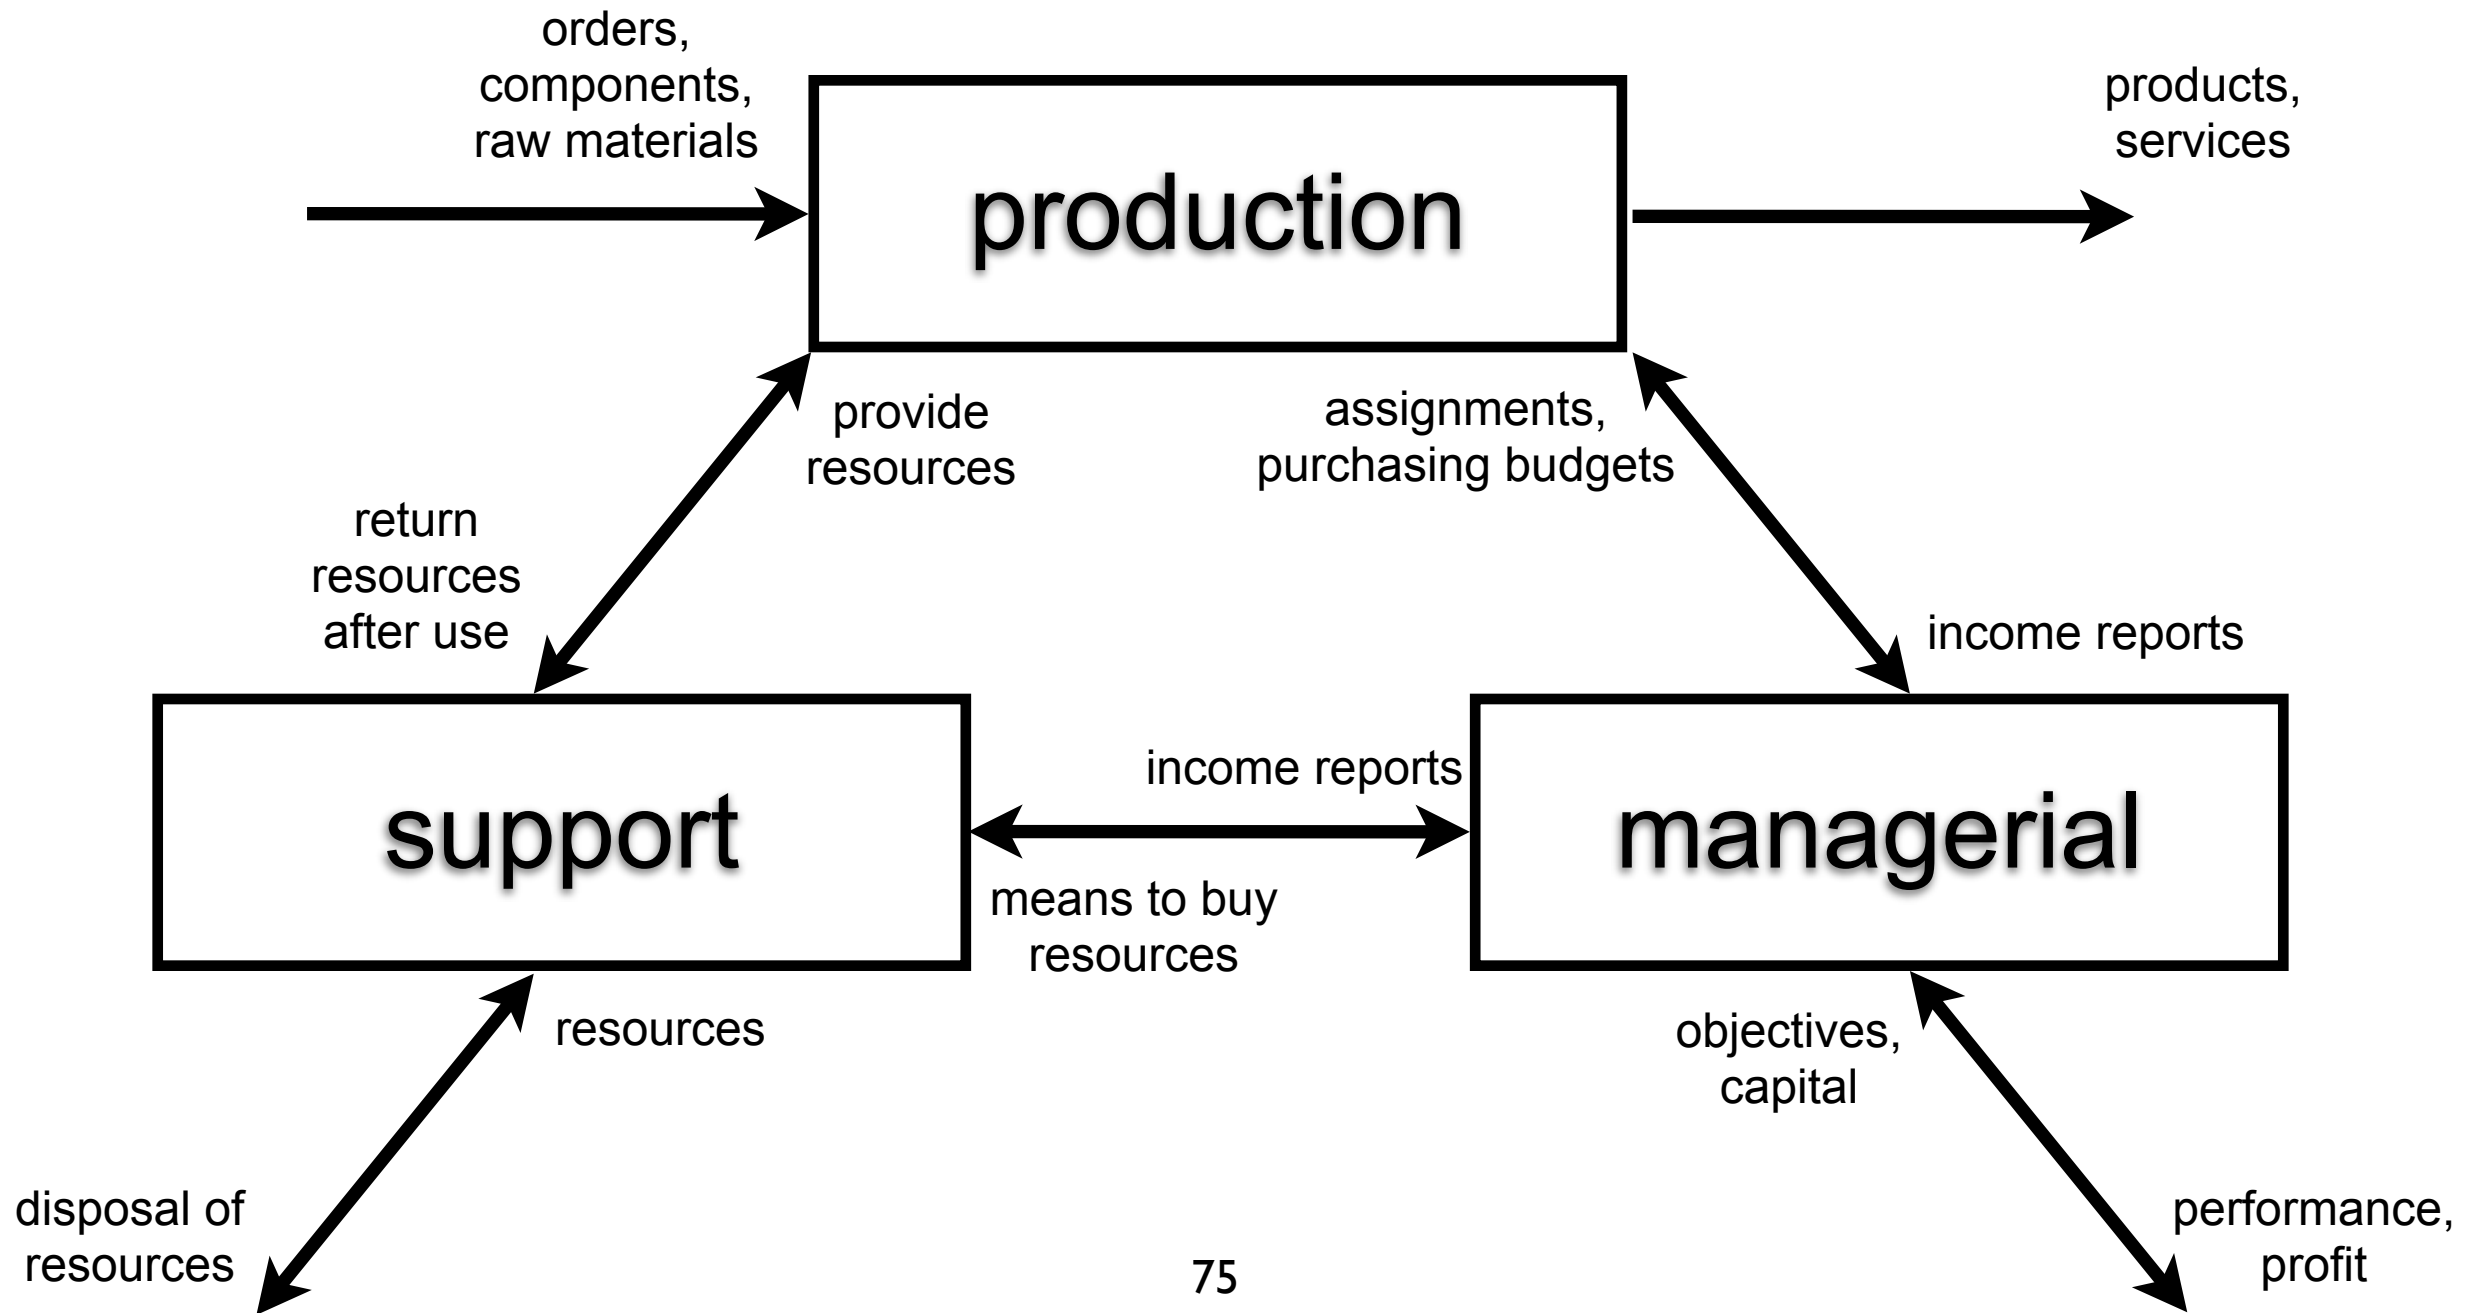 orders,
components,
raw materials
products,
services
production
provide
resources
assignments,
purchasing budgets
return
resources
after use
income reports
income reports
support
managerial
means to buy
resources
resources
objectives,
capital
disposal of
resources
performance,
profit
75